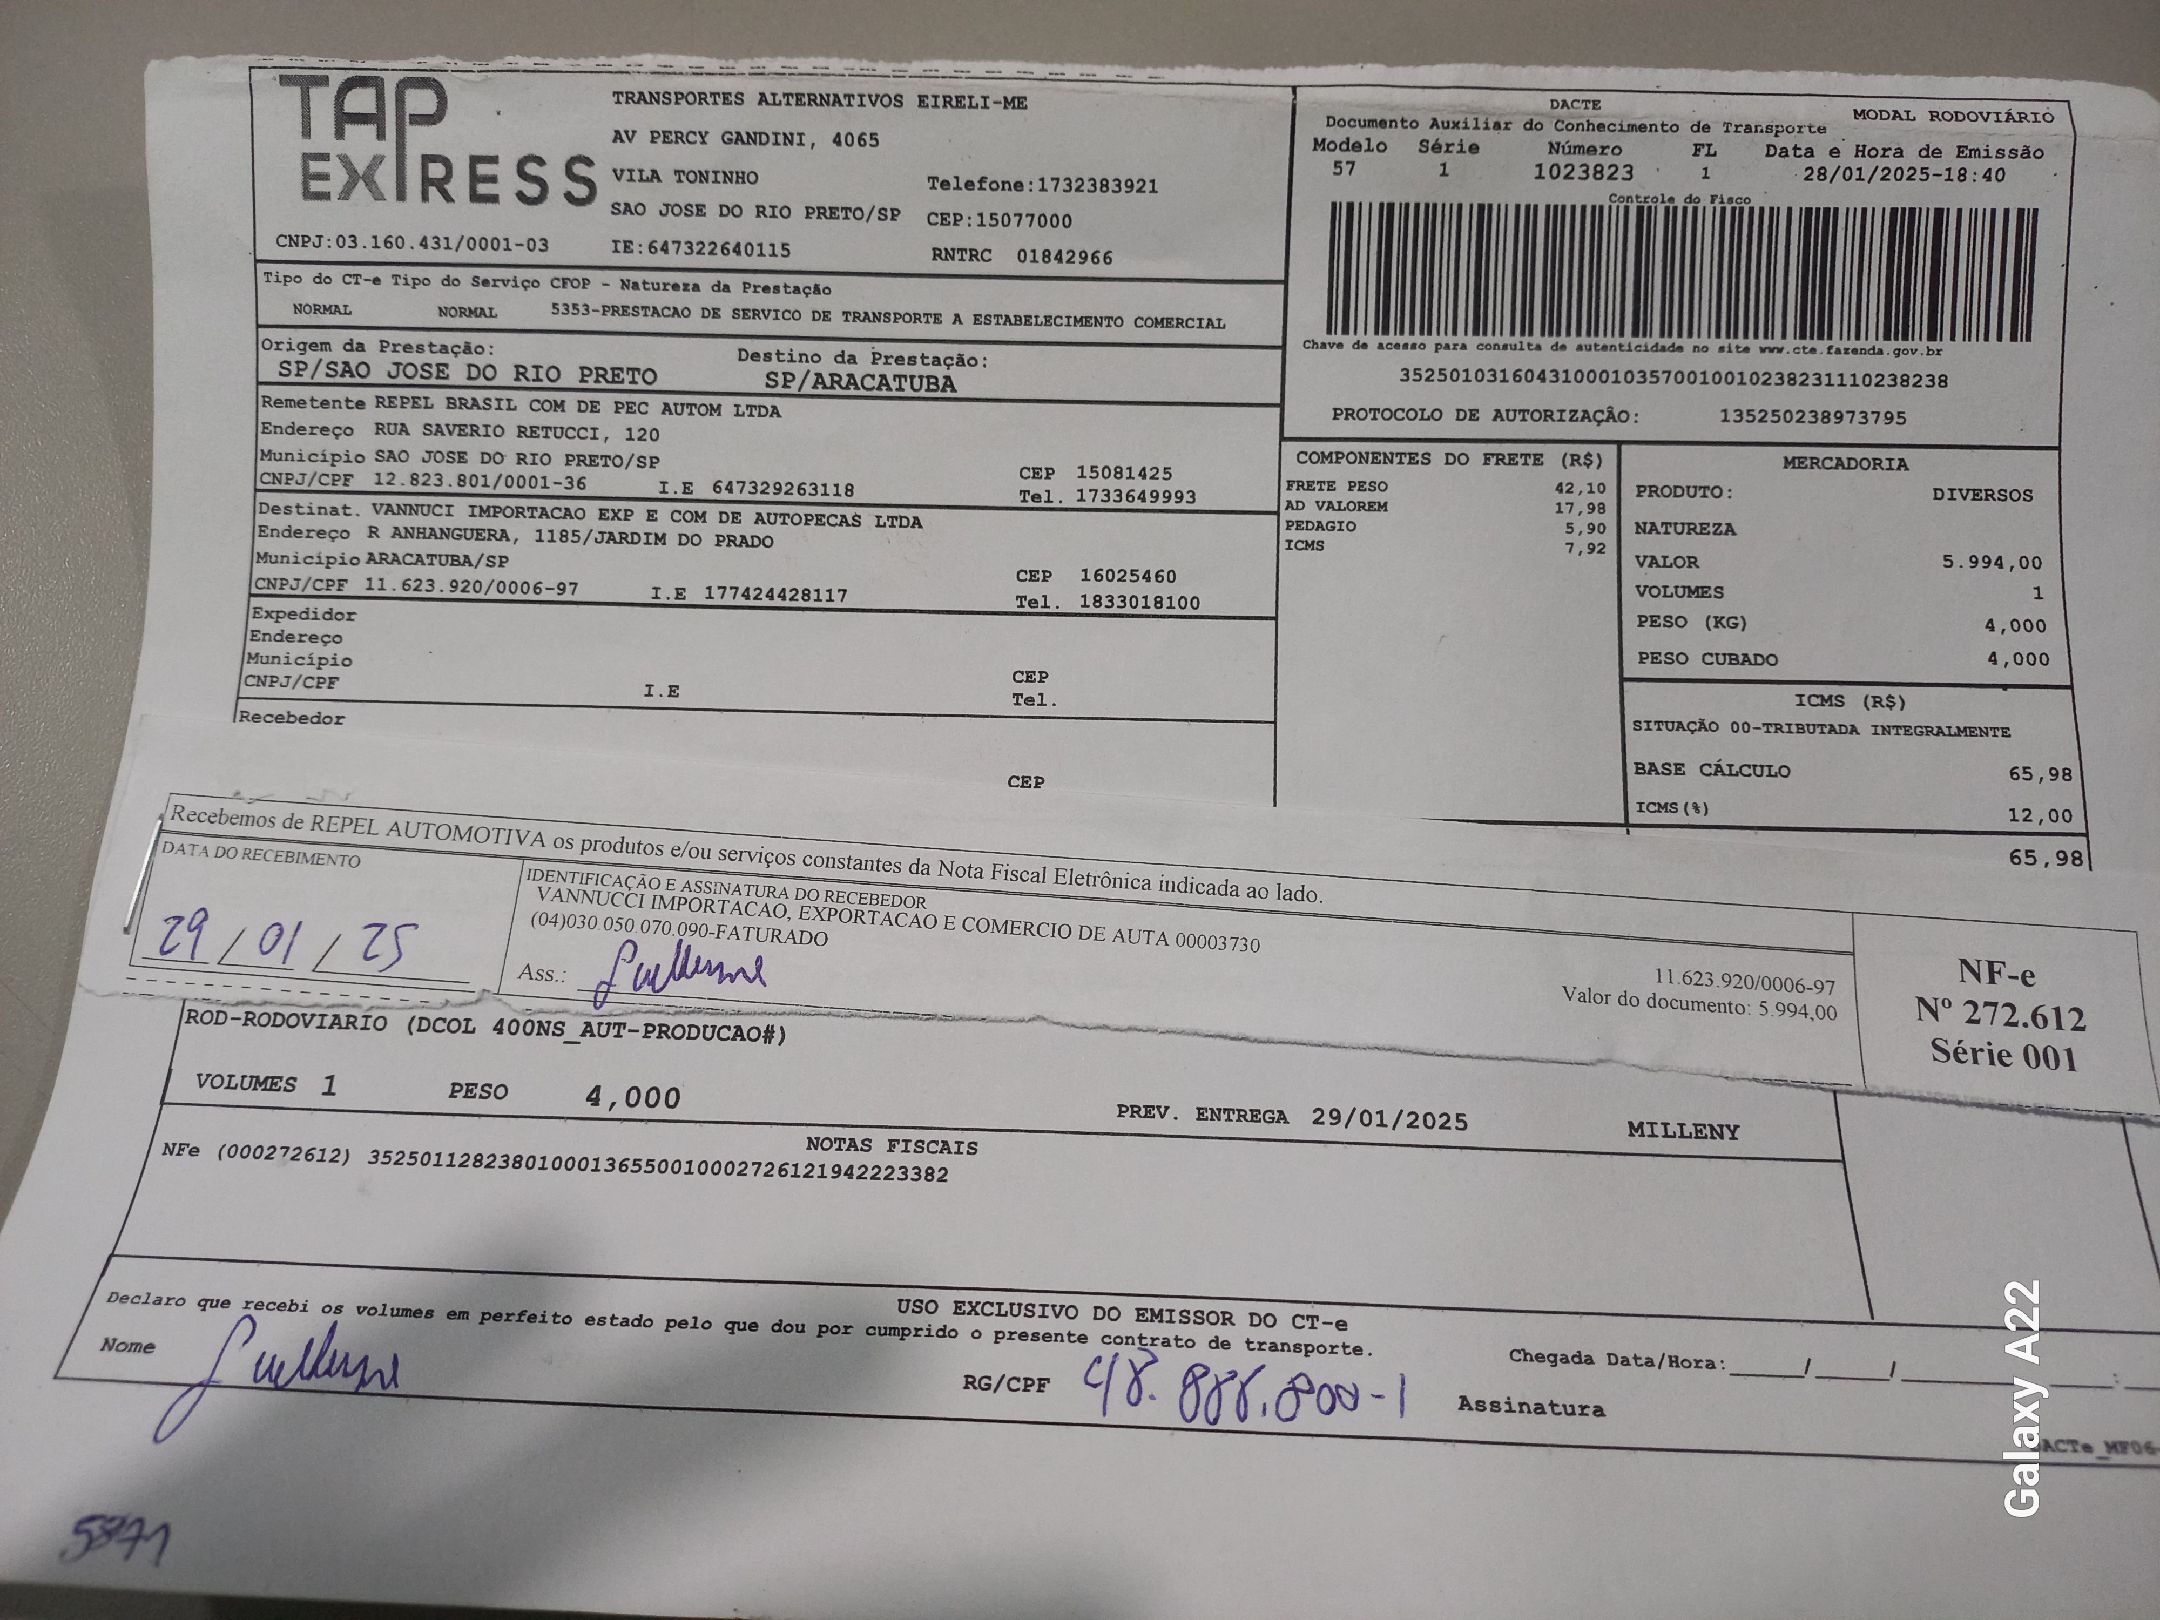 TAP EXPRESS
TRANSPORTES ALTERNATIVOS EIRELI-ME
AV PERCY GANDINI, 4065
VILA TONINHO Telefone:1732383921
SAO JOSE DO RIO PRETO/SP CEP:15077000
CNPJ:03.160.431/0001-03 IE:647322640115 RNTRC 01842966
DACTE MODAL RODOVIÁRIO
Documento Auxiliar do Conhecimento de Transporte
Modelo Série Número FL Data e Hora de Emissão
57 1 1023823 1 28/01/2025-18:40
Controle do Fisco
Chave de acesso para consulta de autenticidade no site www.cte.fazenda.gov.br
35250103160431000103570010010238231110238238
PROTOCOLO DE AUTORIZAÇÂO: 135250238973795
Tipo do CT-e Tipo do Serviço CFOP - Natureza da Prestação
NORMAL NORMAL 5353-PRESTACAO DE SERVICO DE TRANSPORTE A ESTABELECIMENTO COMERCIAL
Origem da Prestação: Destino da Prestação:
SP/SAO JOSE DO RIO PRETO SP/ARACATUBA
Remetente REPEL BRASIL COM DE PEC AUTOM LTDA
Endereço RUA SAVERIO RETUCCI, 120
Município SAO JOSE DO RIO PRETO/SP CEP 15081425
CNPJ/CPF 12.823.801/0001-36 I.E 647329263118 Tel. 1733649993
Destinat. VANNUCI IMPORTACAO EXP E COM DE AUTOPECAS LTDA
Endereço R ANHANGUERA, 1185/JARDIM DO PRADO
Município ARACATUBA/SP CEP 16025460
CNPJ/CPF 11.623.920/0006-97 I.E 177424428117 Tel. 1833018100
Expedidor
Endereço
Município CEP
CNPJ/CPF I.E Tel.
Recebedor
CEP
COMPONENTES DO FRETE (R$)
FRETE PESO 42,10
AD VALOREM 17,98
PEDAGIO 5,90
ICMS 7,92
MERCADORIA
PRODUTO: DIVERSOS
NATUREZA
VALOR 5.994,00
VOLUMES 1
PESO (KG) 4,000
PESO CUBADO 4,000
ICMS (R$)
SITUAÇÃO 00-TRIBUTADA INTEGRALMENTE
BASE CÁLCULO 65,98
ICMS(%) 12,00
65,98
Recebemos de REPEL AUTOMOTIVA os produtos e/ou serviços constantes da Nota Fiscal Eletrônica indicada ao lado.
DATA DO RECEBIMENTO
29/01/25
IDENTIFICAÇÃO E ASSINATURA DO RECEBEDOR
VANNUCCI IMPORTACAO, EXPORTACAO E COMERCIO DE AUTA 00003730
(04)030.050.070.090-FATURADO
Ass.: Guilherme
11.623.920/0006-97
Valor do documento: 5.994,00
NF-e
Nº 272.612
Série 001
ROD-RODOVIARIO (DCOL 400NS_AUT-PRODUCAO#)
VOLUMES 1 PESO 4,000 PREV. ENTREGA 29/01/2025 MILLENY
NOTAS FISCAIS
NFe (000272612) 35250112823801000136550010002726121942223382
USO EXCLUSIVO DO EMISSOR DO CT-e
Declaro que recebi os volumes em perfeito estado pelo que dou por cumprido o presente contrato de transporte.
Nome Guilherme RG/CPF Chegada Data/Hora:
Assinatura
Galaxy A22